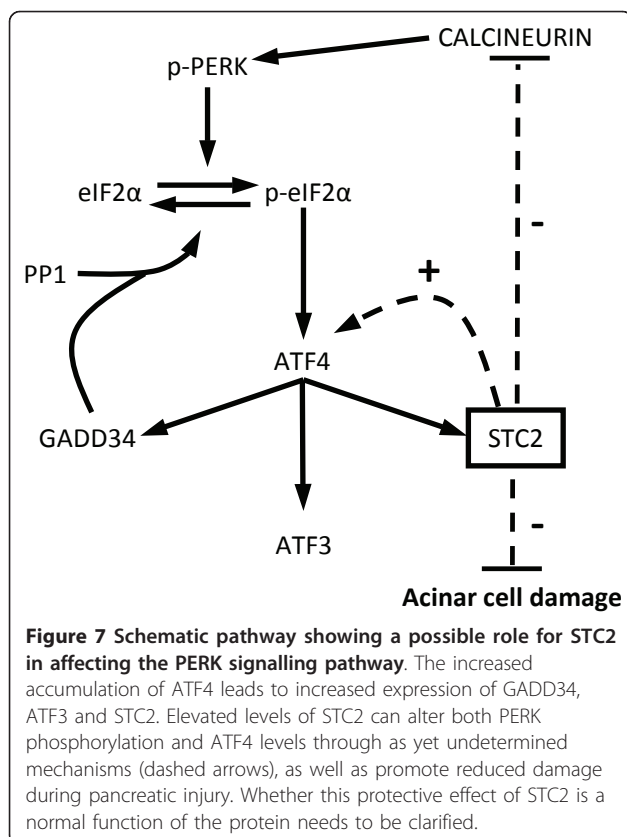 CALCINEURIN
p-PERK
eIF2α
p-eIF2α
-
+
PP1
ATF4
GADD34
STC2
-
ATF3
Acinar cell damage
Figure 7 Schematic pathway showing a possible role for STC2
in affecting the PERK signalling pathway. The increased
accumulation of ATF4 leads to increased expression of GADD34,
ATF3 and STC2. Elevated levels of STC2 can alter both PERK
phosphorylation and ATF4 levels through as yet undetermined
mechanisms (dashed arrows), as well as promote reduced damage
during pancreatic injury. Whether this protective effect of STC2 is a
normal function of the protein needs to be clarified.